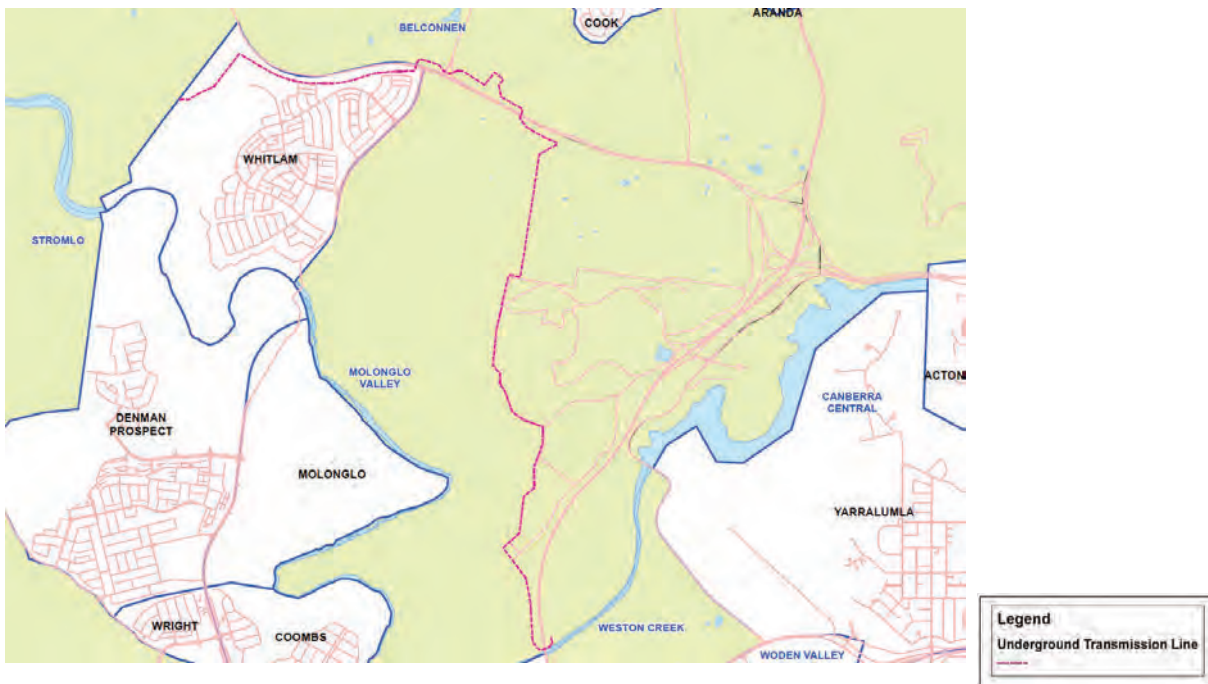 COOK
ARANDA
BELCONNEN
WHITLAM
STROMLO
MOLONGLO
VALLEY
CANBERRA
CENTRAL
ACTON
DENMAN
PROSPECT
MOLONGLO
YARRALUMLA
WRIGHT
COOMBS
WESTON CREEK
WODEN VALLEY
Legend
Underground Transmission Line